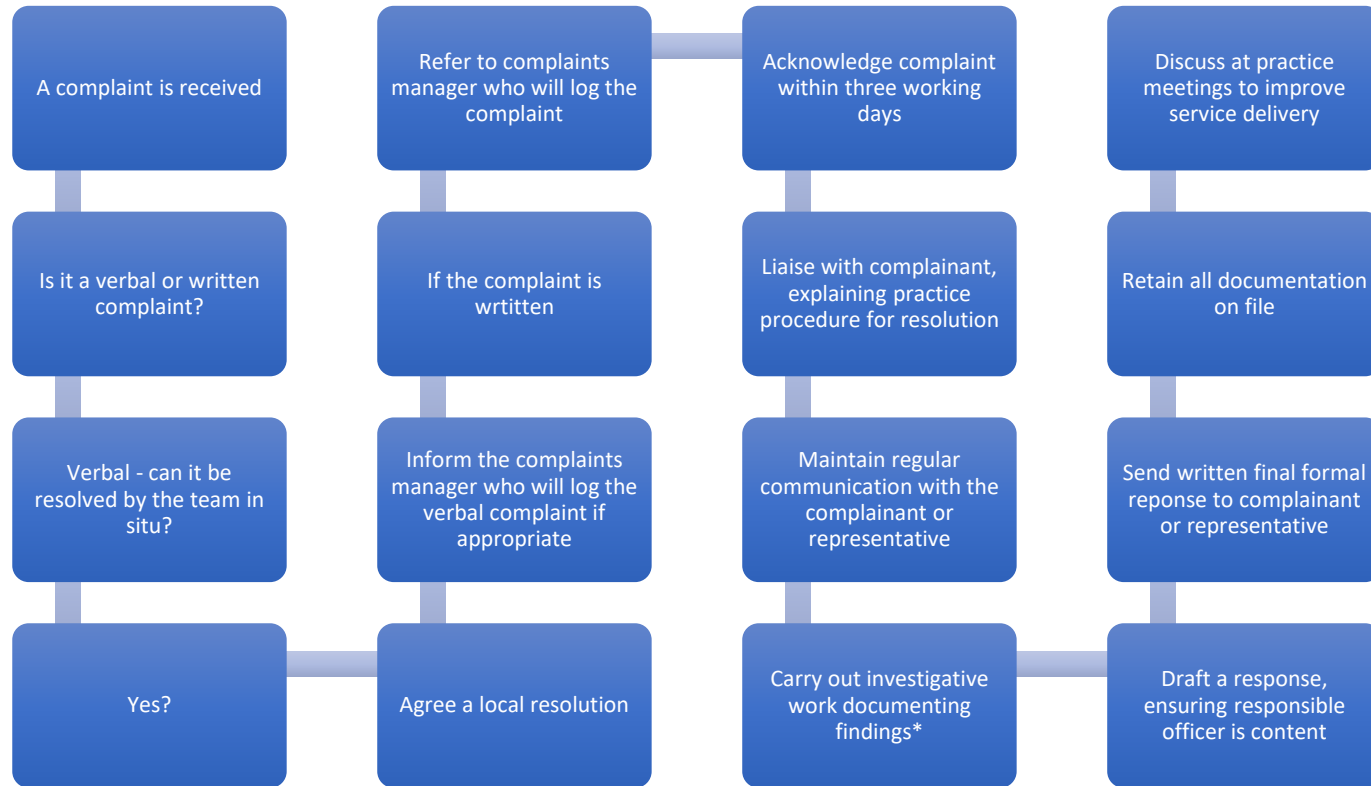 A complaint is received
Is it a verbal or written
complaint?
Verbal - can it be
resolved by the team in
situ?
Yes?
Agree a local resolution
Inform the complaints
manager who will log the
verbal complaint if
appropriate
If the complaint is
wrtitten
Refer to complaints
manager who will log the
complaint
Acknowledge complaint
within three working
days
Liaise with complainant,
explaining practice
procedure for resolution
Maintain regular
communication with the
complainant or
representative
Carry out investigative
work documenting
findings*
Draft a response,
ensuring responsible
officer is content
Send written final formal
reponse to complainant
or representative
Retain all documentation
on file
Discuss at practice
meetings to improve
service delivery